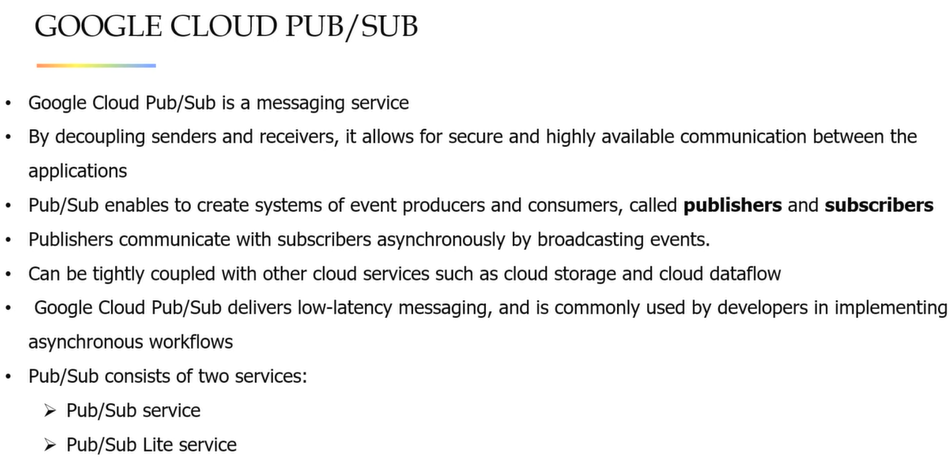 GOOGLE CLOUD PUB/SUB
• Google Cloud Pub/Sub is a messaging service
• By decoupling senders and receivers, it allows for secure and highly available communication between the
applications
• Pub/Sub enables to create systems of event producers and consumers, called publishers and subscribers
• Publishers communicate with subscribers asynchronously by broadcasting events.
• Can be tightly coupled with other cloud services such as cloud storage and cloud dataflow
• Google Cloud Pub/Sub delivers low-latency messaging, and is commonly used by developers in implementing
asynchronous workflows
• Pub/Sub consists of two services:
➢ Pub/Sub service
➢ Pub/Sub Lite service